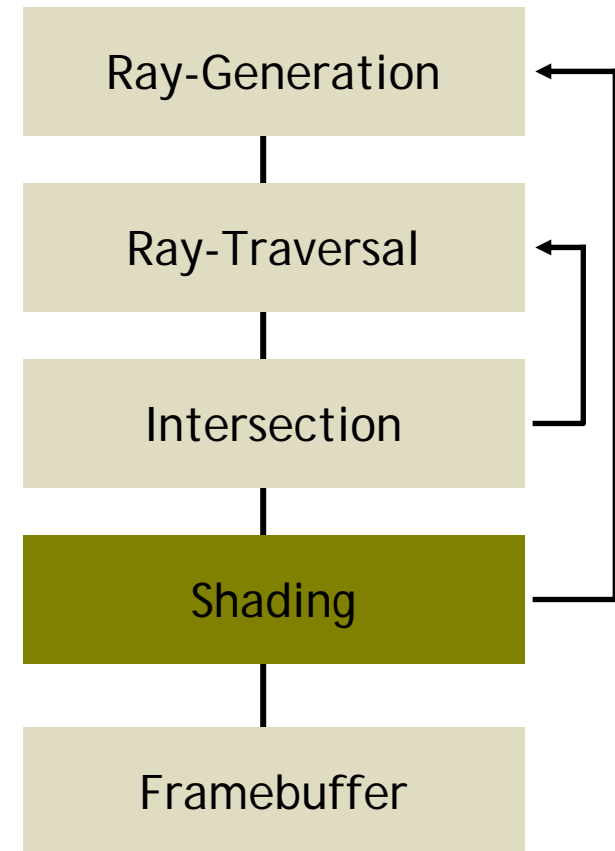 Ray-Generation
Ray-Traversal
Intersection
Shading
Framebuffer